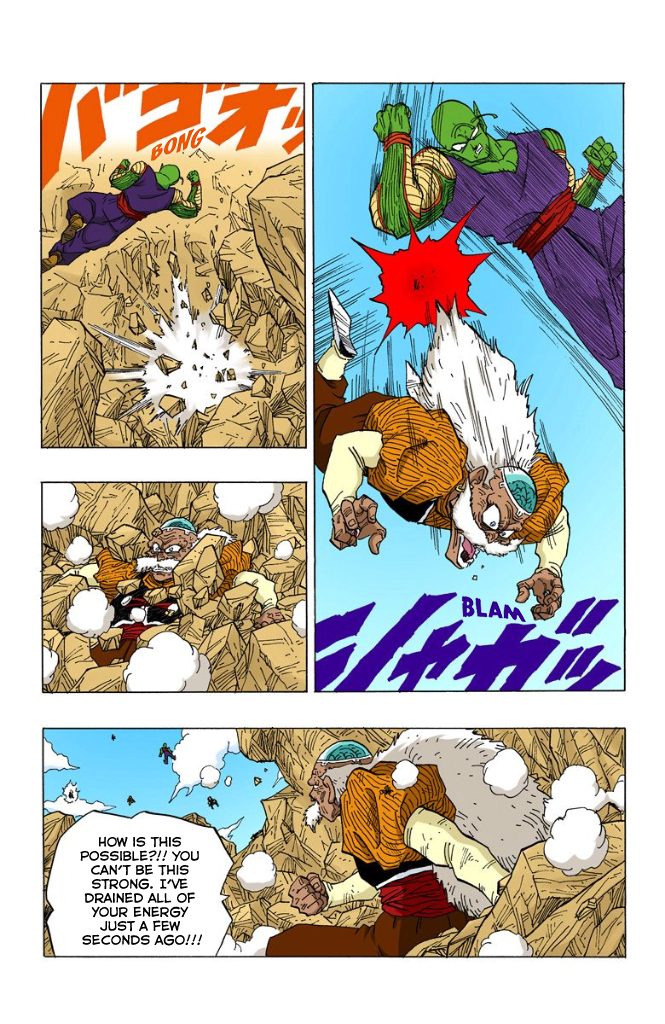 BLAM
シャガッ
バゴオッ
BONG
HOW IS THIS
POSSIBLE?!! YOU
CAN'T BE THIS
STRONG. I'VE
DRAINED ALL OF
YOUR ENERGY
JUST A FEW
SECONDS AGO!!!